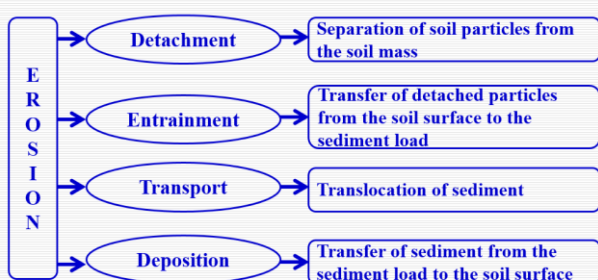 EROSION
Detachment
Separation of soil particles from
the soil mass
Entrainment
Transfer of detached particles
from the soil surface to the
sediment load
Transport
Translocation of sediment
Deposition
Transfer of sediment from the
sediment load to the soil surface